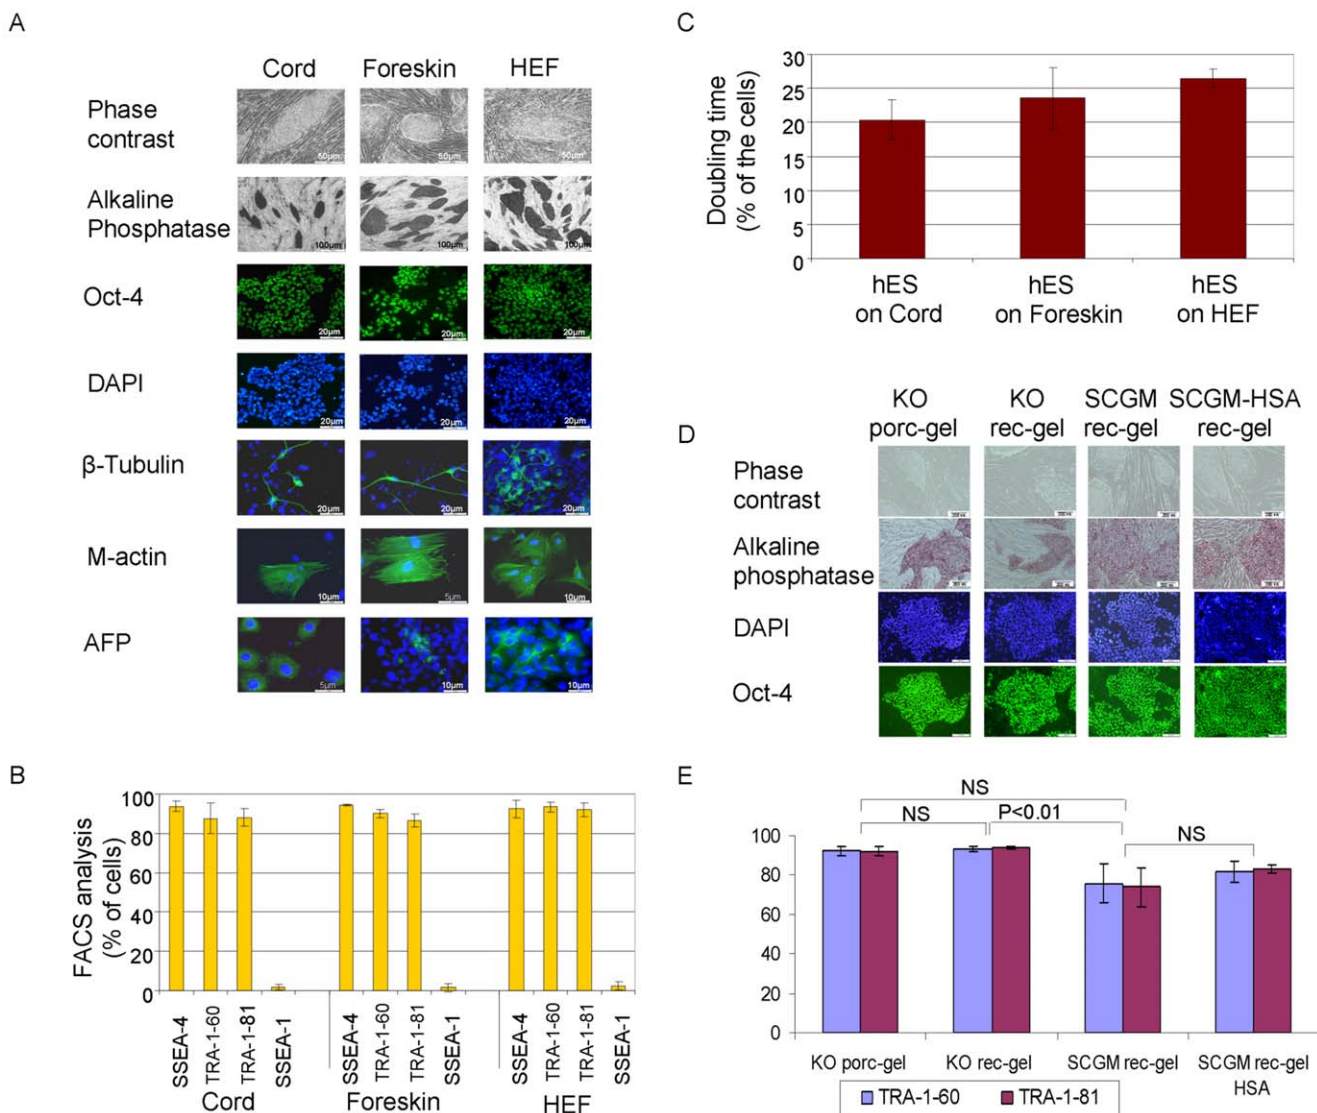 A
Cord Foreskin HEF
Phase
contrast
50µm 50µm 50µm
Alkaline
Phosphatase
100µm 100µm 100µm
Oct-4
20µm 20µm 20µm
DAPI
20µm 20µm 20µm
β-Tubulin
20µm 20µm 20µm
M-actin
10µm 5µm 10µm
AFP
5µm 10µm 10µm
B
FACS analysis
(% of cells)
100
80
60
40
20
0
SSEA-4 TRA-1-60 TRA-1-81 SSEA-1 SSEA-4 TRA-1-60 TRA-1-81 SSEA-1 SSEA-4 TRA-1-60 TRA-1-81 SSEA-1
Cord Foreskin HEF
C
Doubling time
(% of the cells)
30
25
20
15
10
5
0
hES hES hES
on Cord on Foreskin on HEF
D
KO KO SCGM SCGM-HSA
porc-gel rec-gel rec-gel rec-gel
Phase
contrast
Alkaline
phosphatase
DAPI
Oct-4
E
NS
NS P<0.01 NS
100
80
60
40
20
0
KO porc-gel KO rec-gel SCGM rec-gel SCGM rec-gel
HSA
TRA-1-60 TRA-1-81